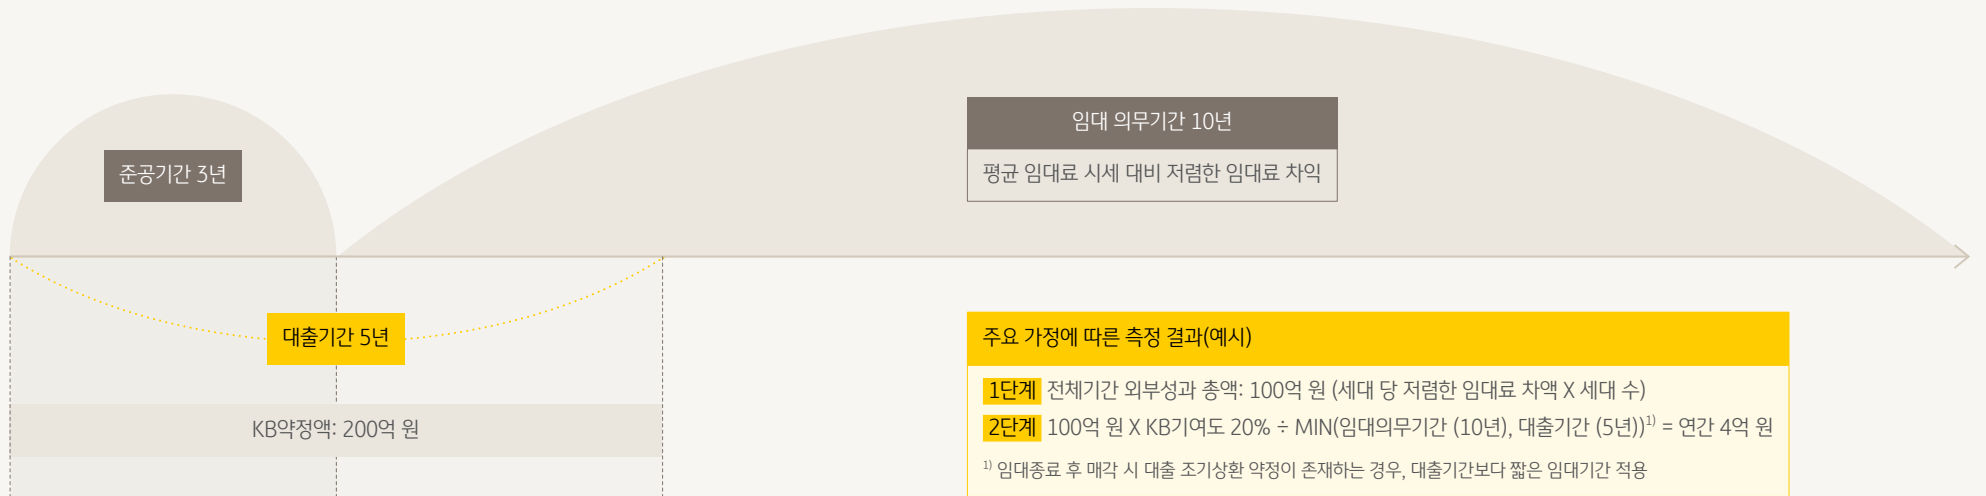 임대 의무기간 10년
평균 임대료 시세 대비 저렴한 임대료 차익
준공기간 3년
대출기간 5년
KB약정액: 200억 원
주요 가정에 따른 측정 결과(예시)
1단계 전체기간 외부성과 총액: 100억 원 (세대 당 저렴한 임대료 차액 X 세대 수)
2단계 100억 원 X KB기여도 20% ÷ MIN(임대의무기간 (10년), 대출기간 (5년))¹⁾ = 연간 4억 원
¹⁾ 임대종료 후 매각 시 대출 조기상환 약정이 존재하는 경우, 대출기간보다 짧은 임대기간 적용